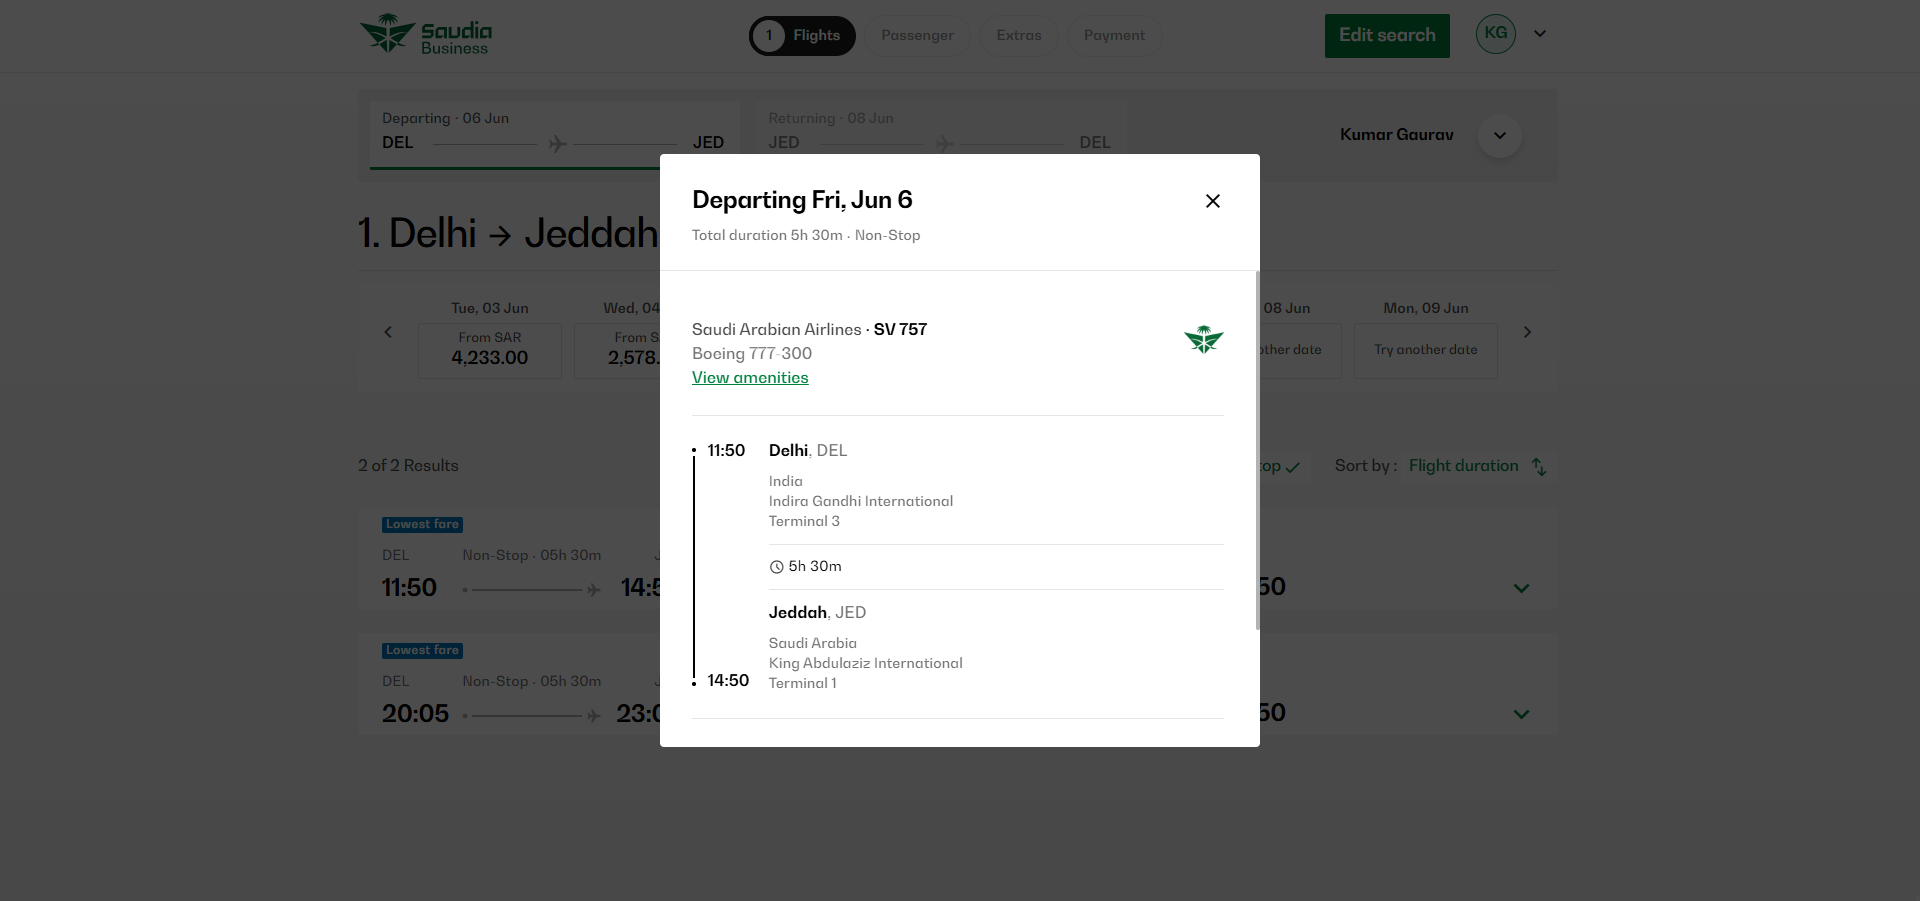 Saudia
Business
1 Flights
Passenger
Extras
Payment
Edit search
KG
Departing · 06 Jun
DEL JED
Returning · 08 Jun
JED DEL
Kumar Gaurav
1. Delhi → Jeddah
Tue, 03 Jun
From SAR
4,233.00
Wed, 04
From S
2,578.
08 Jun
other date
Mon, 09 Jun
Try another date
2 of 2 Results
Sort by : Flight duration
Lowest fare
DEL Non-Stop · 05h 30m
11:50 14:5
50
Lowest fare
DEL Non-Stop · 05h 30m
20:05 23:0
50
Departing Fri, Jun 6
Total duration 5h 30m · Non-Stop
Saudi Arabian Airlines · SV 757
Boeing 777-300
View amenities
11:50 Delhi, DEL
India
Indira Gandhi International
Terminal 3
5h 30m
Jeddah, JED
Saudi Arabia
King Abdulaziz International
14:50 Terminal 1